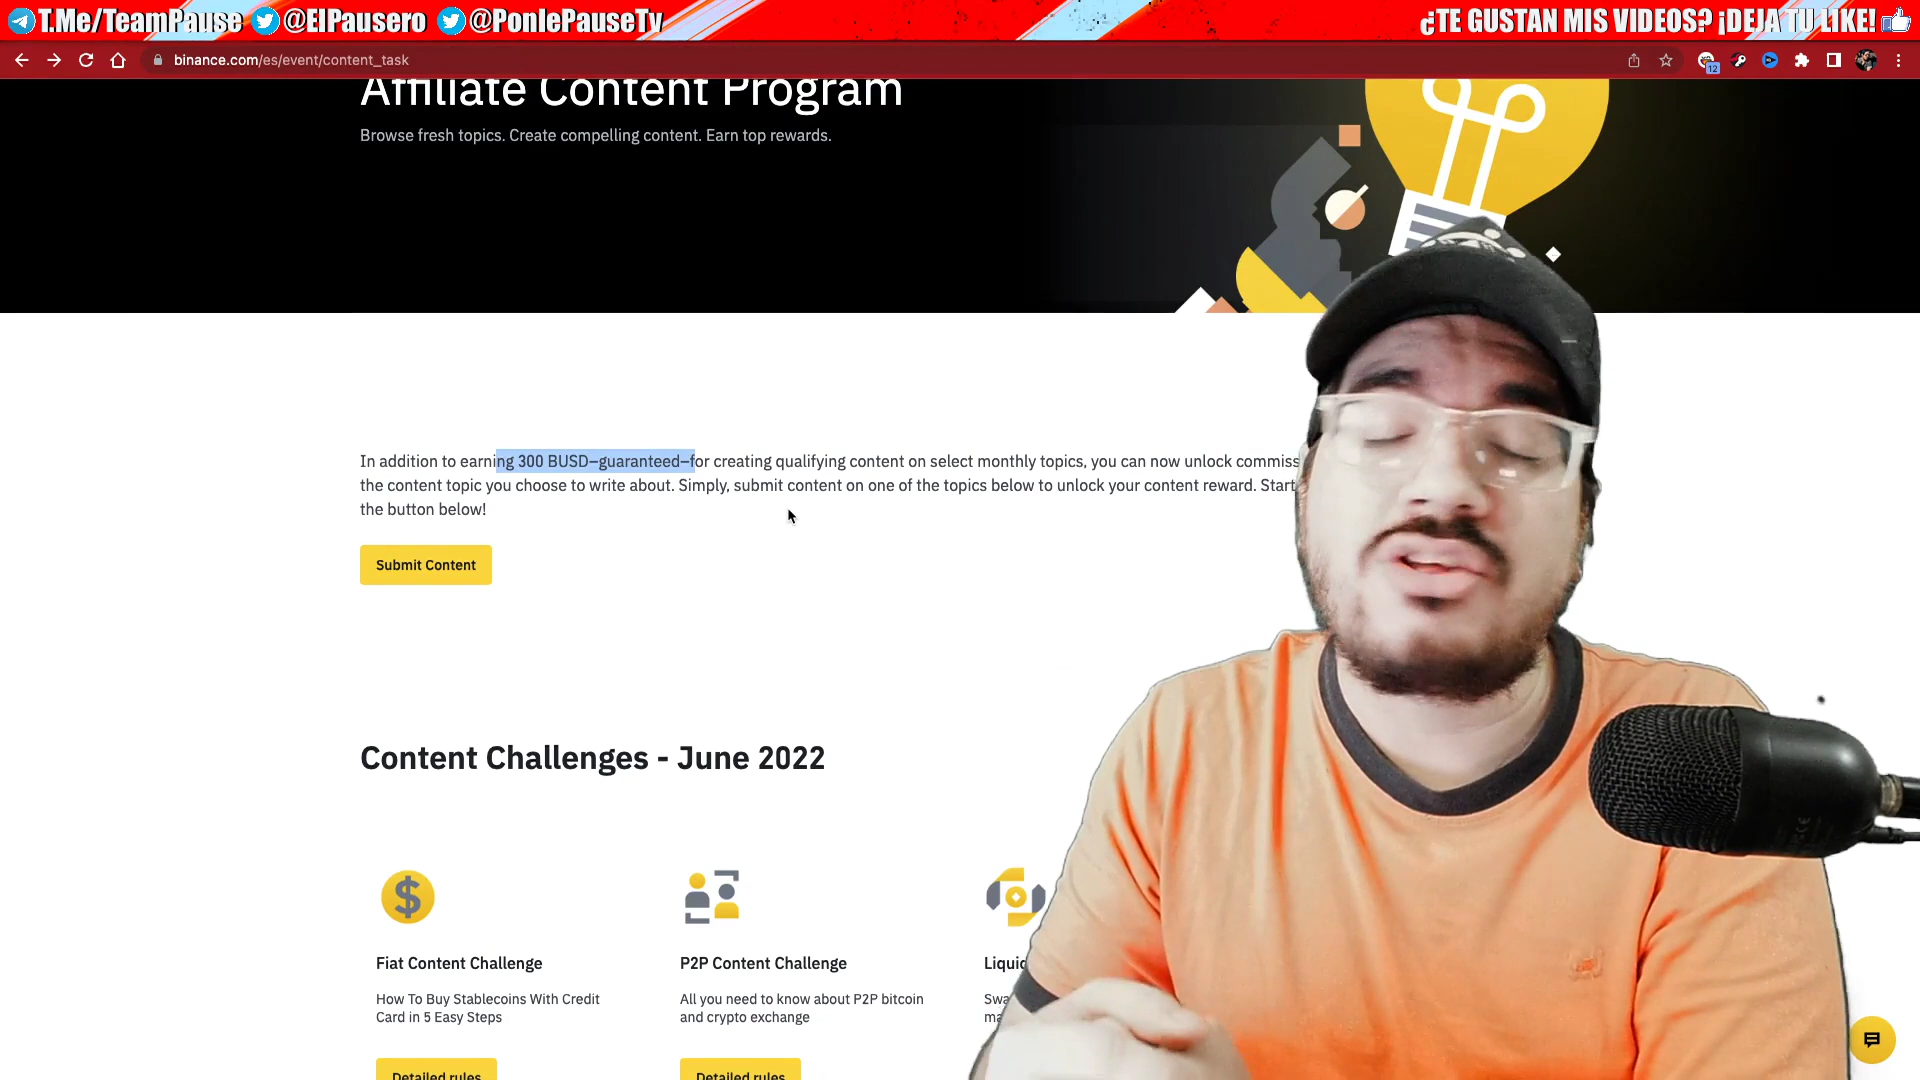 T.Me/TeamPause @ElPausero @PonlePauseTv
¿TE GUSTAN MIS VIDEOS? ¡DEJA TU LIKE!
binance.com/es/event/content_task
12
Affiliate Content Program
Browse fresh topics. Create compelling content. Earn top rewards.
In addition to earning 300 BUSD–guaranteed–for creating qualifying content on select monthly topics, you can now unlock commiss
the content topic you choose to write about. Simply, submit content on one of the topics below to unlock your content reward. Start
the button below!
Submit Content
Content Challenges - June 2022
Fiat Content Challenge
How To Buy Stablecoins With Credit
Card in 5 Easy Steps
Detailed rules
P2P Content Challenge
All you need to know about P2P bitcoin
and crypto exchange
Detailed rules
Liquid
Swa
ma